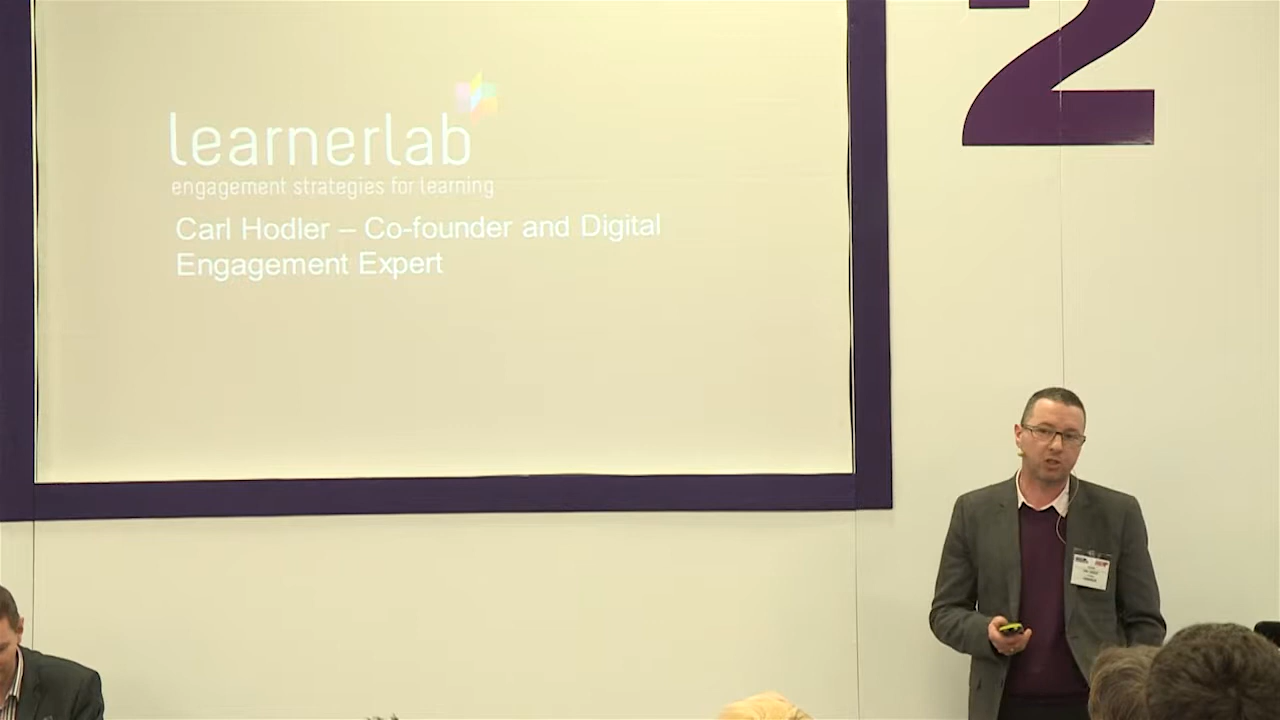 2
learnerlab
engagement strategies for learning
Carl Hodler – Co-founder and Digital
Engagement Expert